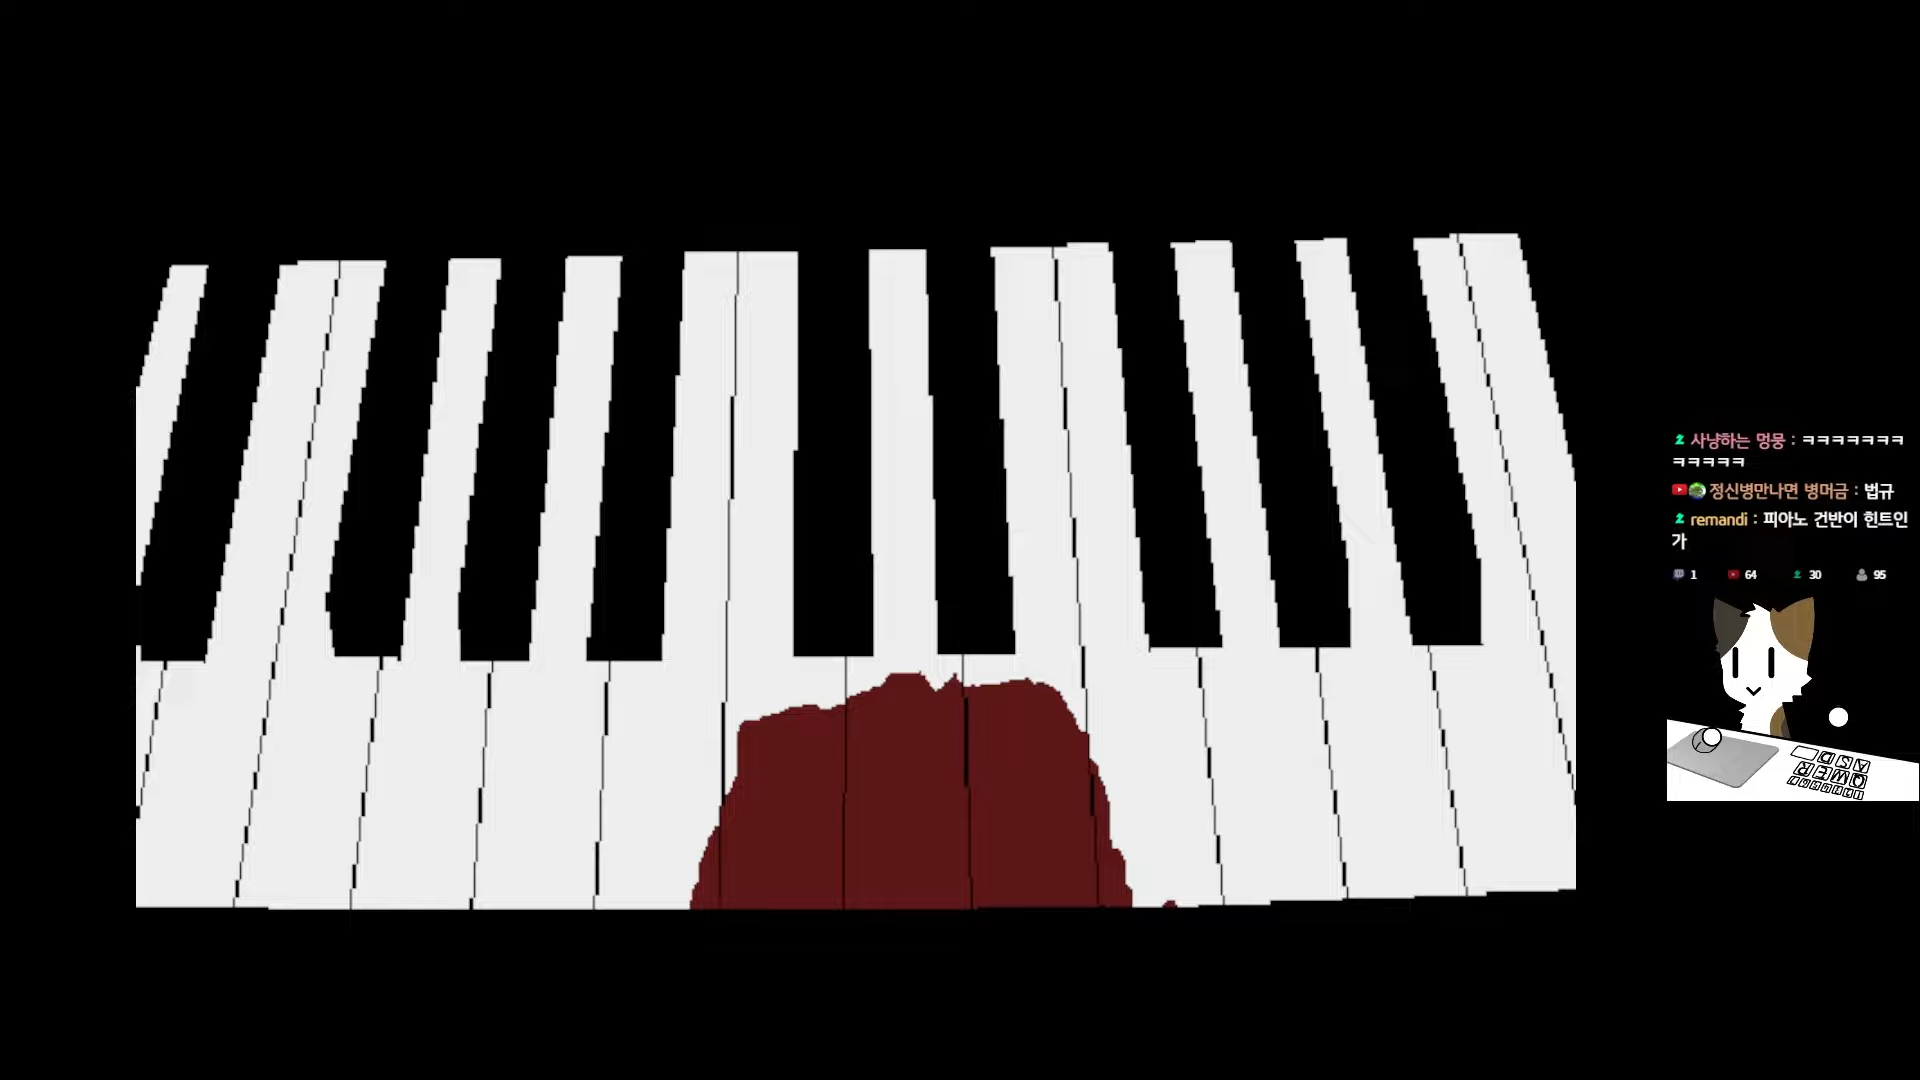 사냥하는 멍뭉 : ㅋㅋㅋㅋㅋㅋㅋ
ㅋㅋㅋㅋㅋ
정신병만나면 병머금 : 법규
remandi : 피아노 건반이 힌트인
가
1 64 30 95